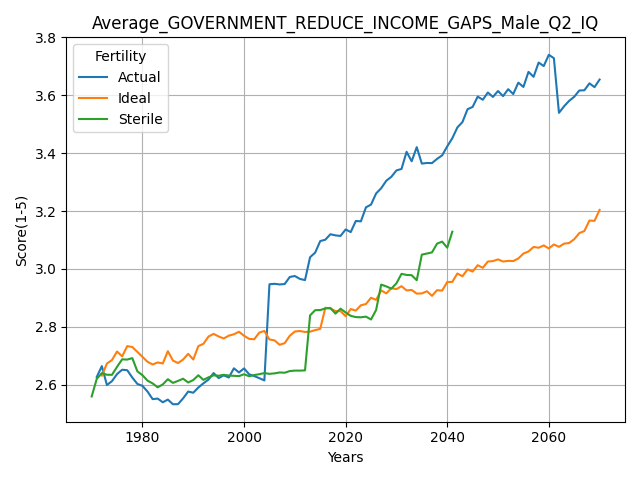 Average_GOVERNMENT_REDUCE_INCOME_GAPS_Male_Q2_IQ
Fertility
Actual
Ideal
Sterile
3.8
3.6
3.4
3.2
3.0
2.8
2.6
Score(1-5)
1980 2000 2020 2040 2060
Years